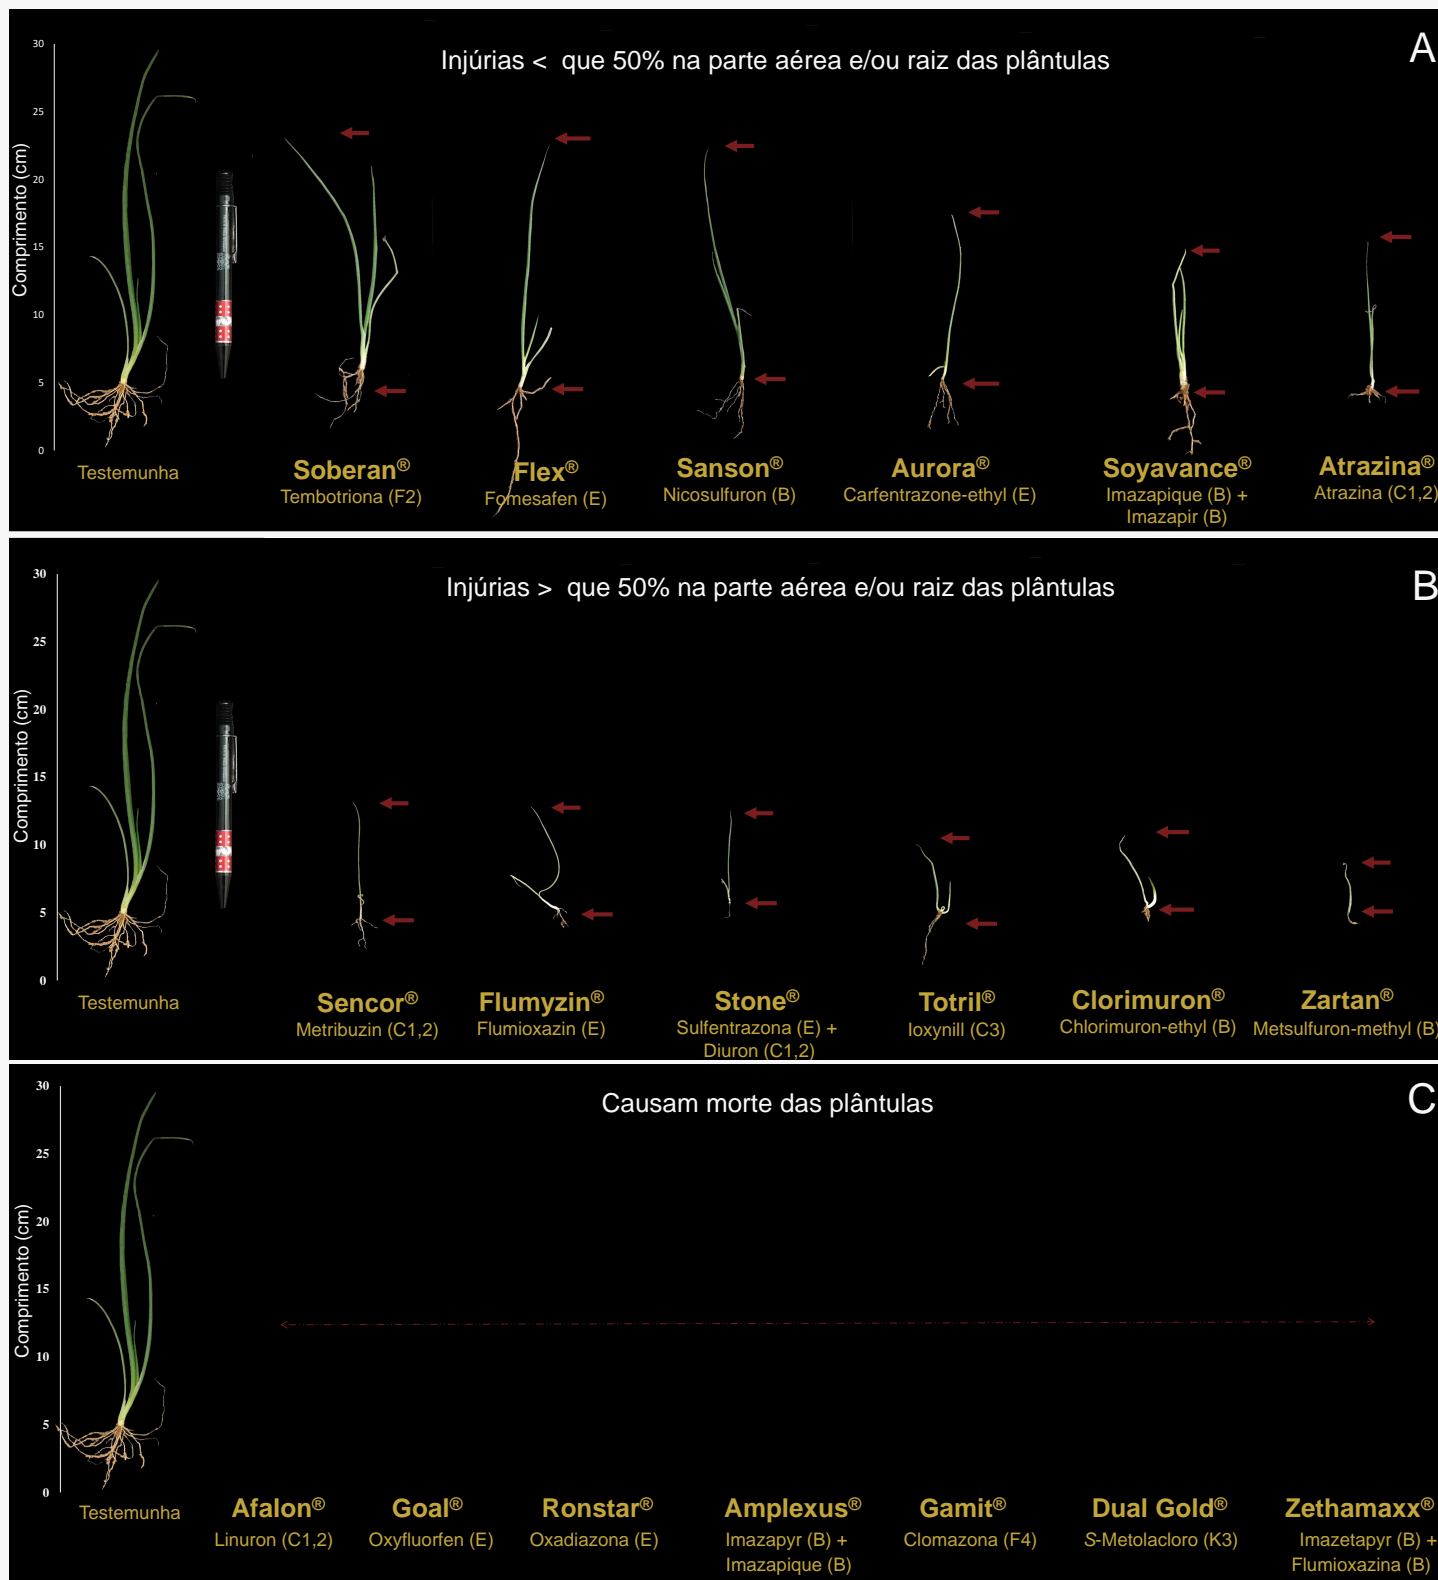 A
Injúrias < que 50% na parte aérea e/ou raiz das plântulas
Comprimento (cm)
30
25
20
15
10
5
0
Testemunha
Soberan®
Tembotriona (F2)
Flex®
Fomesafen (E)
Sanson®
Nicosulfuron (B)
Aurora®
Carfentrazone-ethyl (E)
Soyavance®
Imazapique (B) +
Imazapir (B)
Atrazina®
Atrazina (C1,2)
B
Injúrias > que 50% na parte aérea e/ou raiz das plântulas
Comprimento (cm)
30
25
20
15
10
5
0
Testemunha
Sencor®
Metribuzin (C1,2)
Flumyzin®
Flumioxazin (E)
Stone®
Sulfentrazona (E) +
Diuron (C1,2)
Totril®
Ioxynill (C3)
Clorimuron®
Chlorimuron-ethyl (B)
Zartan®
Metsulfuron-methyl (B)
C
Causam morte das plântulas
Comprimento (cm)
30
25
20
15
10
5
0
Testemunha
Afalon®
Linuron (C1,2)
Goal®
Oxyfluorfen (E)
Ronstar®
Oxadiazona (E)
Amplexus®
Imazapyr (B) +
Imazapique (B)
Gamit®
Clomazona (F4)
Dual Gold®
S-Metolacloro (K3)
Zethamaxx®
Imazetapyr (B) +
Flumioxazina (B)